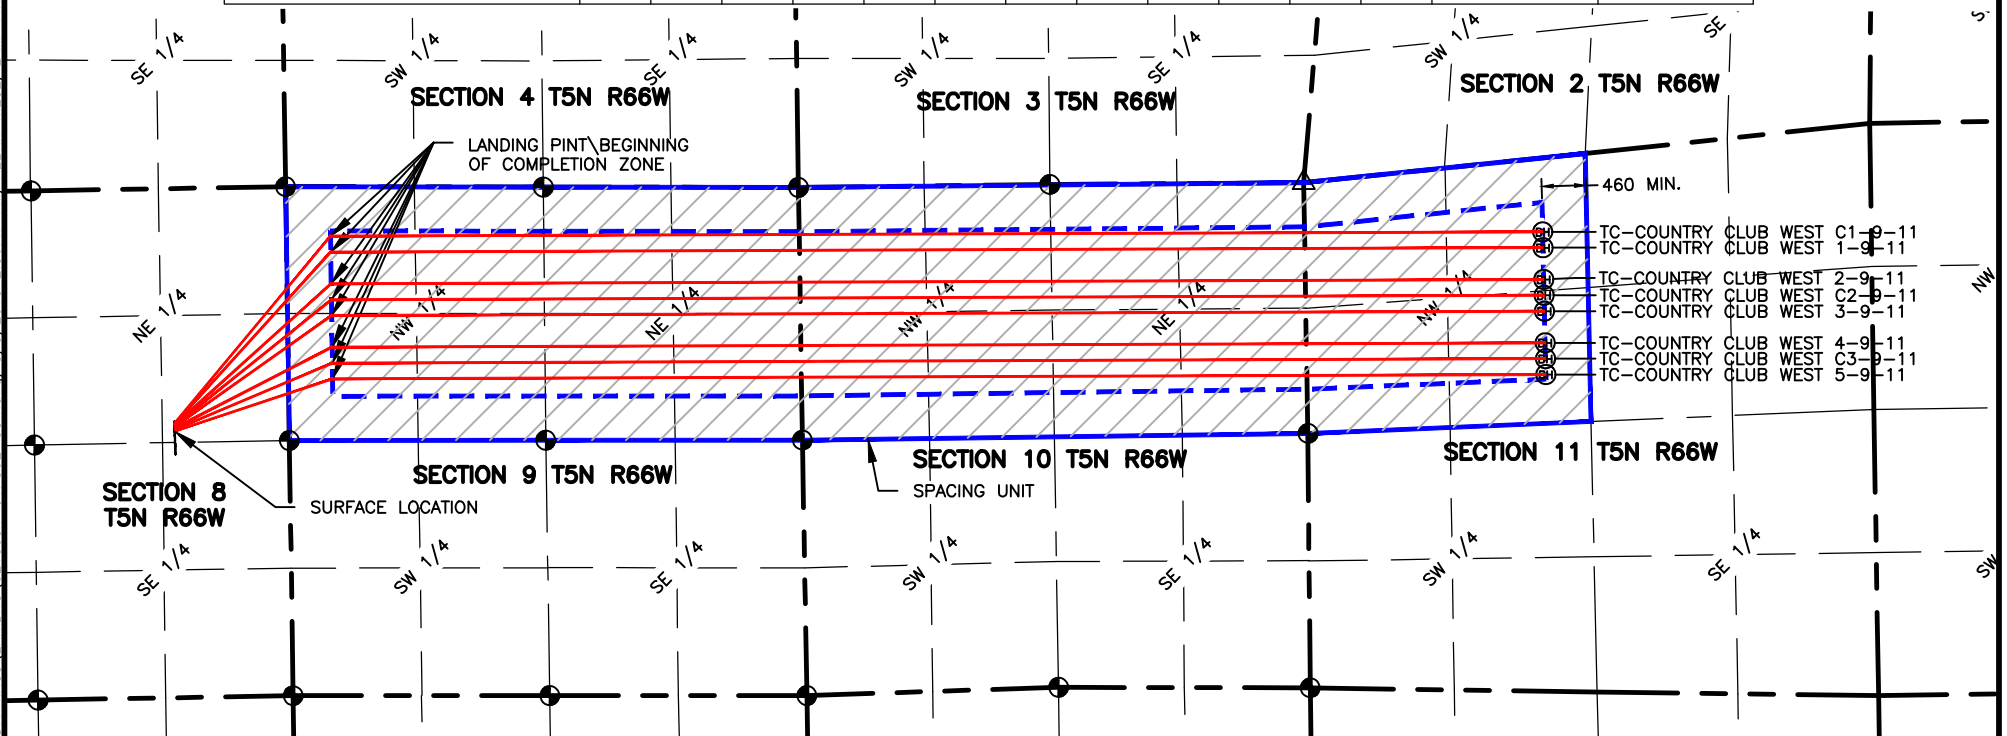 SE 1/4
SW 1/4
SE 1/4
SW 1/4
SE 1/4
SW 1/4
SE
SECTION 4 T5N R66W
SECTION 3 T5N R66W
SECTION 2 T5N R66W
LANDING PINT\BEGINNING
OF COMPLETION ZONE
460 MIN.
TC-COUNTRY CLUB WEST C1-9-11
TC-COUNTRY CLUB WEST 1-9-11
TC-COUNTRY CLUB WEST 2-9-11
TC-COUNTRY CLUB WEST C2-9-11
TC-COUNTRY CLUB WEST 3-9-11
TC-COUNTRY CLUB WEST 4-9-11
TC-COUNTRY CLUB WEST C3-9-11
TC-COUNTRY CLUB WEST 5-9-11
NE 1/4
NW 1/4
NE 1/4
NW 1/4
NE 1/4
NW 1/4
NW
SECTION 8
T5N R66W
SECTION 9 T5N R66W
SECTION 10 T5N R66W
SECTION 11 T5N R66W
SURFACE LOCATION
SPACING UNIT
SE 1/4
SW 1/4
SE 1/4
SW 1/4
SE 1/4
SW 1/4
SE 1/4
SW